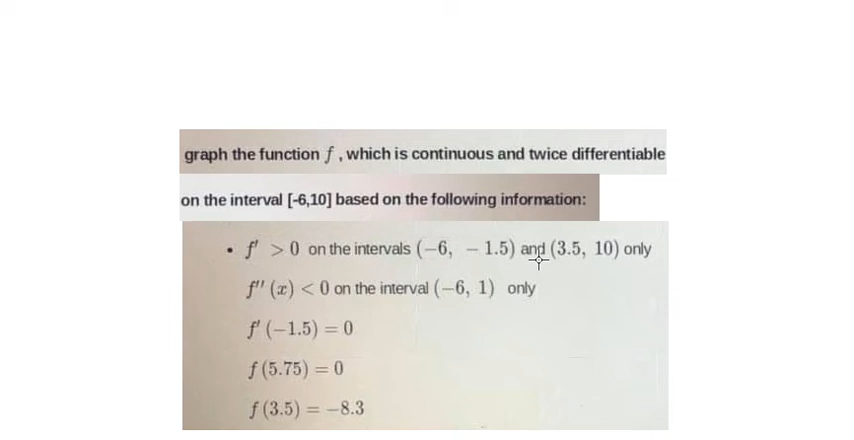 graph the function f , which is continuous and twice differentiable
on the interval [-6,10] based on the following information:
• f′ > 0 on the intervals (−6, − 1.5) and (3.5, 10) only
f″ (x) < 0 on the interval (−6, 1) only
f′ (−1.5) = 0
f (5.75) = 0
f (3.5) = −8.3